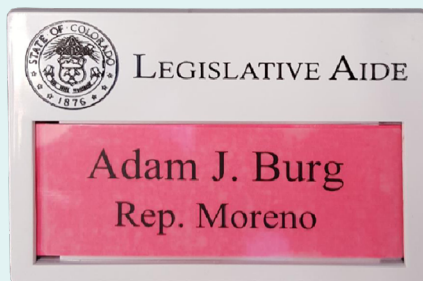 STATE OF COLORADO
1876
LEGISLATIVE AIDE
Adam J. Burg
Rep. Moreno